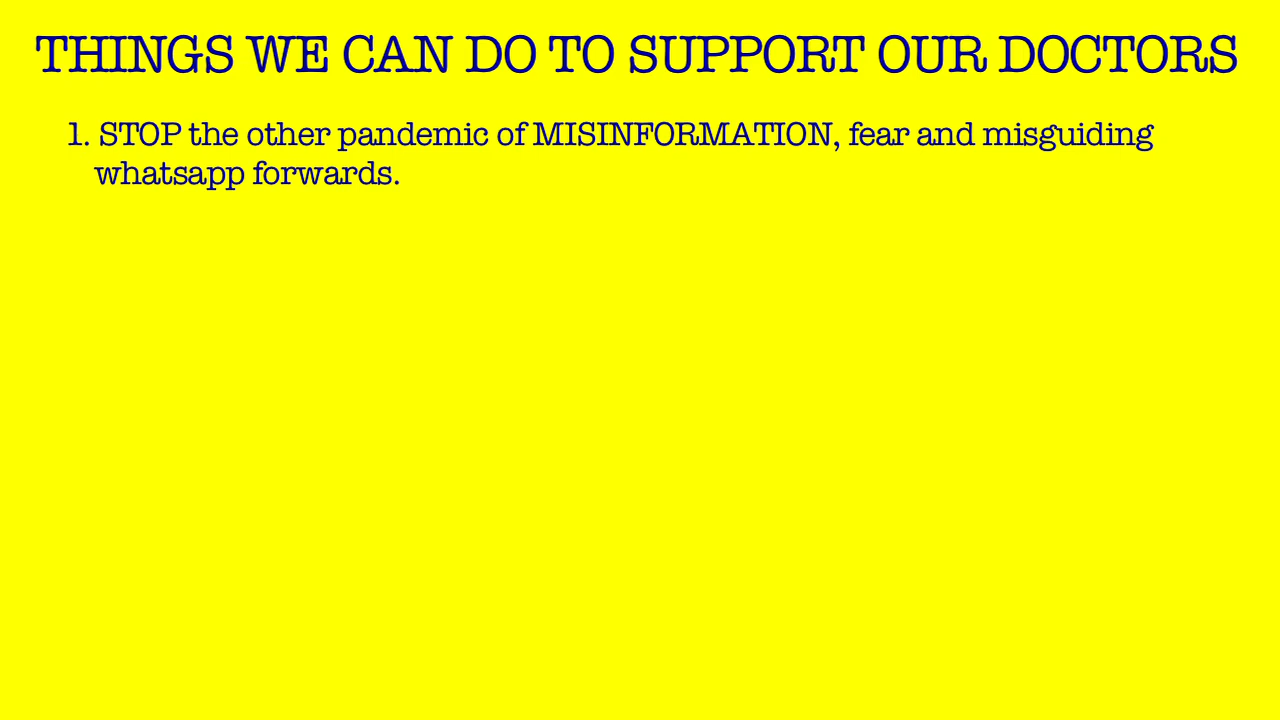 THINGS WE CAN DO TO SUPPORT OUR DOCTORS
1. STOP the other pandemic of MISINFORMATION, fear and misguiding
whatsapp forwards.